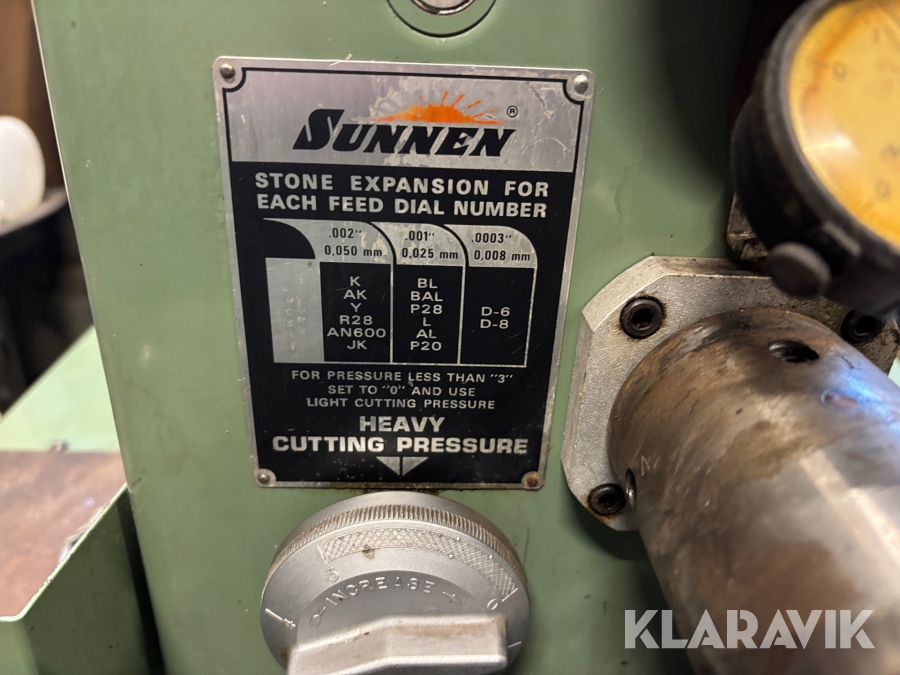 SUNNEN®
STONE EXPANSION FOR
EACH FEED DIAL NUMBER
.002" .001" .0003"
0,050 mm 0,025 mm 0,008 mm
K BL
AK BAL
Y P28 D-6
R28 L D-8
AN600 AL
JK P20
FOR PRESSURE LESS THAN "3"
SET TO "0" AND USE
LIGHT CUTTING PRESSURE
HEAVY
CUTTING PRESSURE
INCREASE
4
0
KLARAVIK